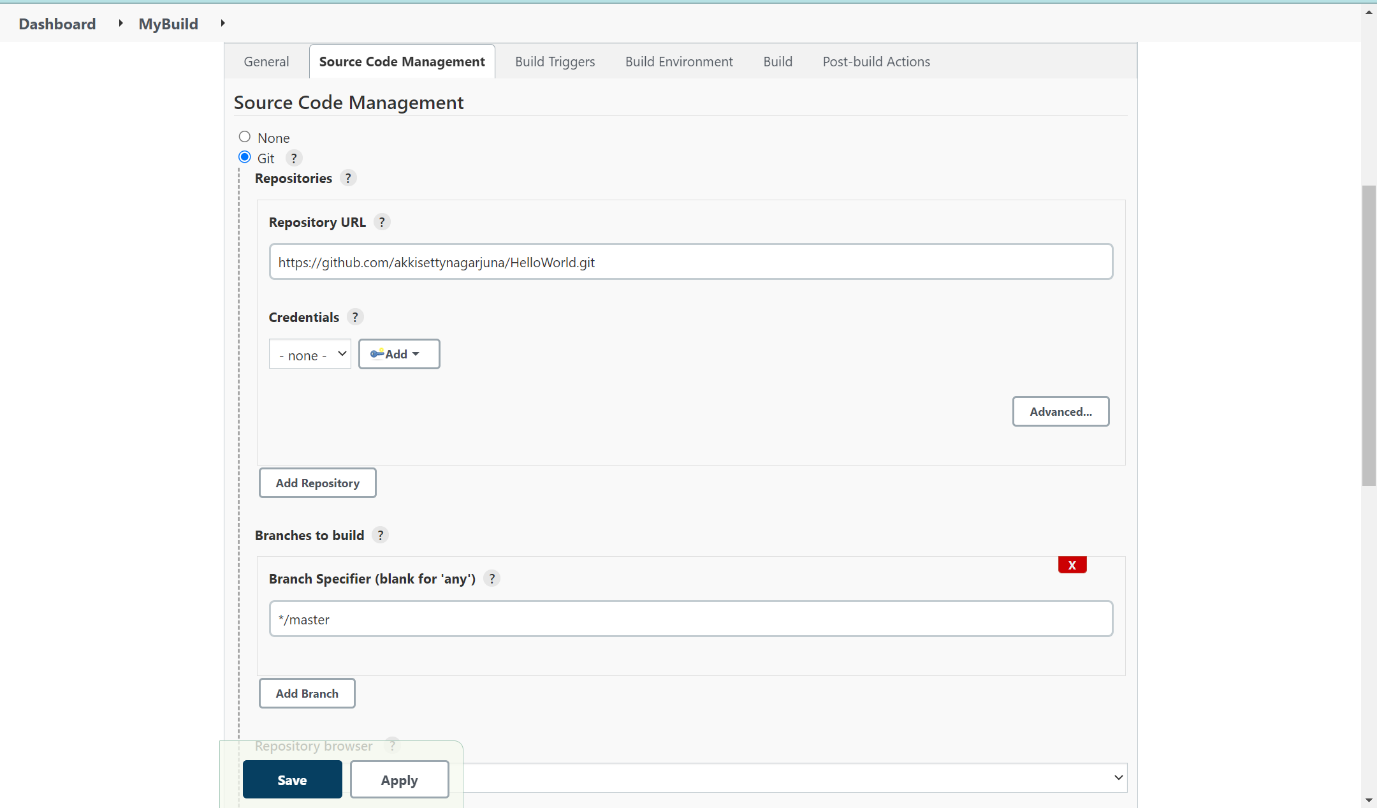 Dashboard MyBuild
General Source Code Management Build Triggers Build Environment Build Post-build Actions
Source Code Management
None
Git ?
Repositories ?
Repository URL ?
https://github.com/akkisettynagarjuna/HelloWorld.git
Credentials ?
- none - Add
Advanced...
Add Repository
Branches to build ?
X
Branch Specifier (blank for 'any') ?
*/master
Add Branch
Repository browser ?
Save Apply